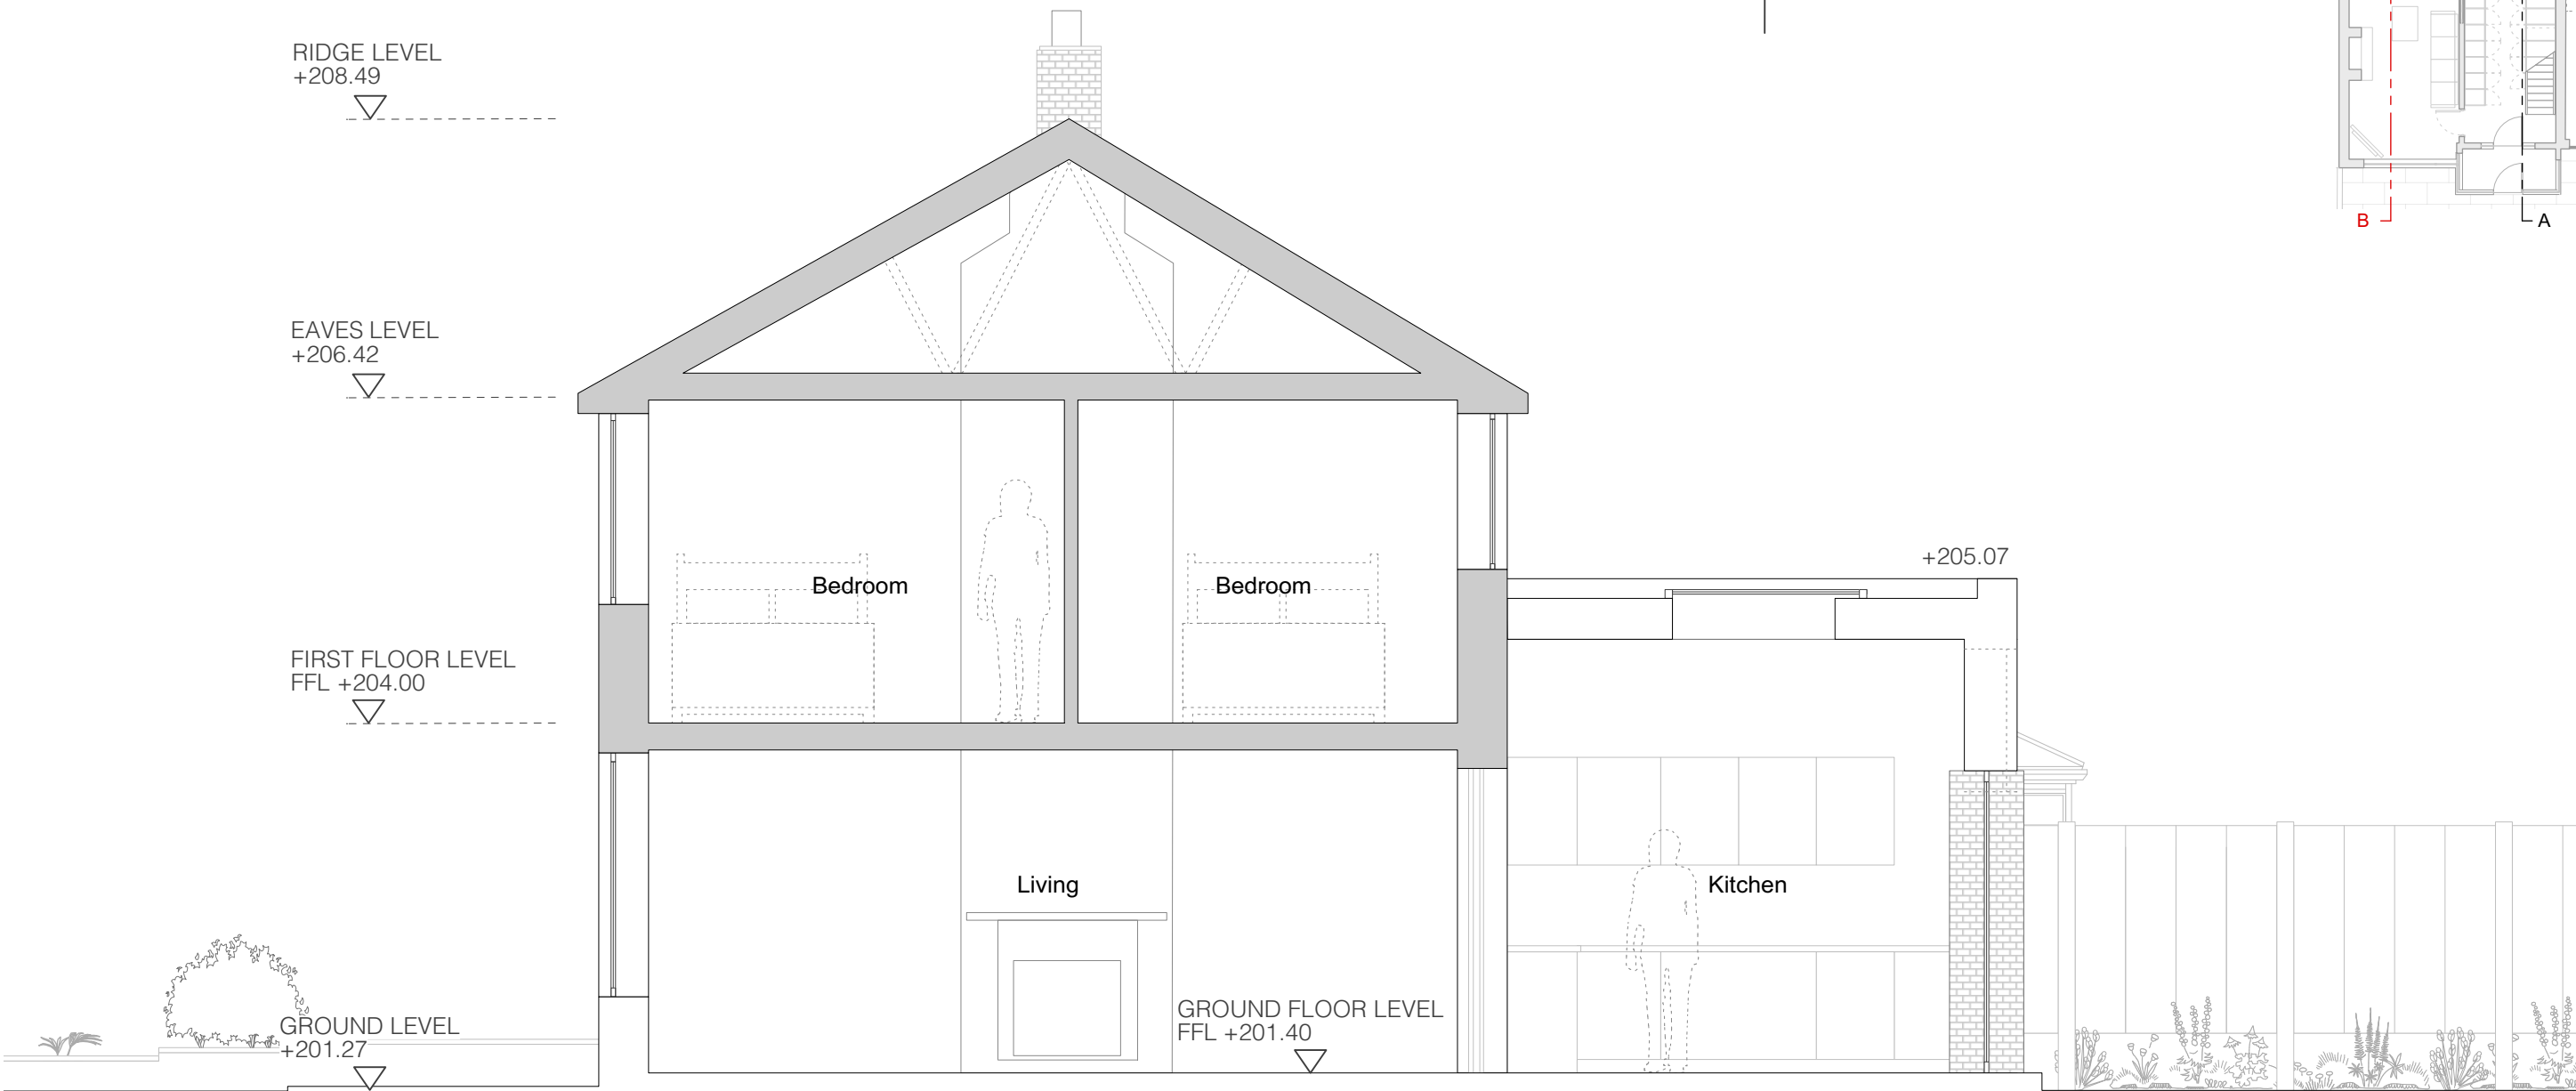 RIDGE LEVEL
+208.49
B
A
EAVES LEVEL
+206.42
+205.07
Bedroom
Bedroom
FIRST FLOOR LEVEL
FFL +204.00
Living
Kitchen
GROUND FLOOR LEVEL
FFL +201.40
GROUND LEVEL
+201.27